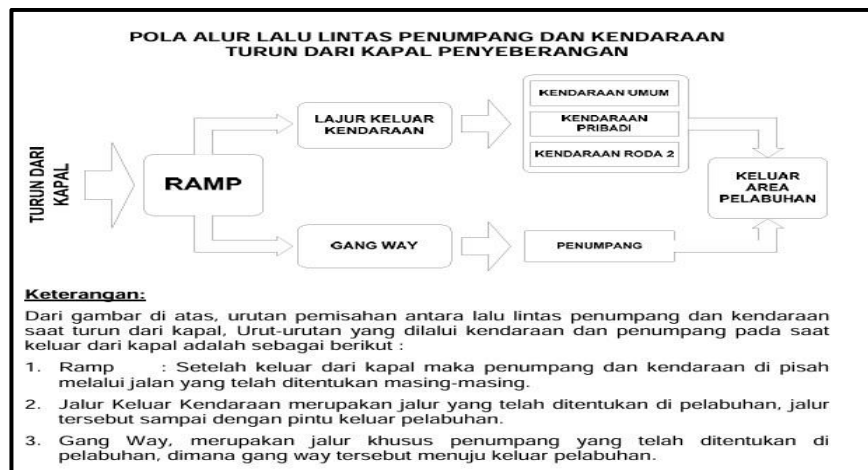 POLA ALUR LALU LINTAS PENUMPANG DAN KENDARAAN
TURUN DARI KAPAL PENYEBERANGAN
TURUN DARI
KAPAL
RAMP
LAJUR KELUAR
KENDARAAN
KENDARAAN UMUM
KENDARAAN
PRIBADI
KENDARAAN RODA 2
KELUAR
AREA
PELABUHAN
GANG WAY
PENUMPANG
Keterangan:
Dari gambar di atas, urutan pemisahan antara lalu lintas penumpang dan kendaraan
saat turun dari kapal, Urut-urutan yang dilalui kendaraan dan penumpang pada saat
keluar dari kapal adalah sebagai berikut :
1. Ramp : Setelah keluar dari kapal maka penumpang dan kendaraan di pisah
melalui jalan yang telah ditentukan masing-masing.
2. Jalur Keluar Kendaraan merupakan jalur yang telah ditentukan di pelabuhan, jalur
tersebut sampai dengan pintu keluar pelabuhan.
3. Gang Way, merupakan jalur khusus penumpang yang telah ditentukan di
pelabuhan, dimana gang way tersebut menuju keluar pelabuhan.